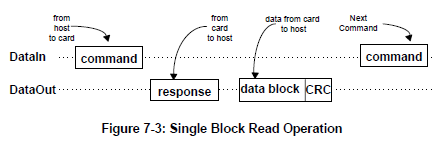 from
host
to card
from
card
to host
data from card
to host
Next
Command
DataIn
command
command
DataOut
response
data block
CRC
Figure 7-3: Single Block Read Operation